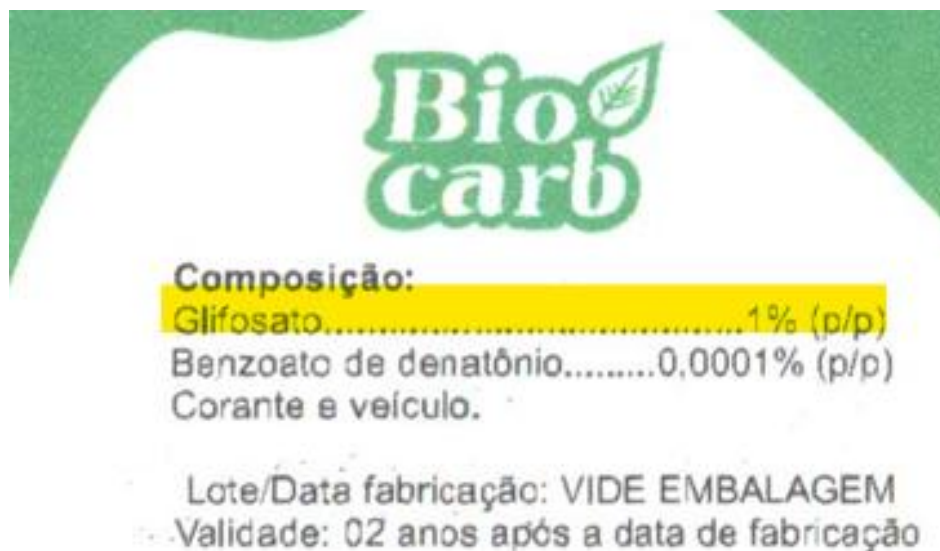 Bio
carb
Composição:
Glifosato..........................................1% (p/p)
Benzoato de denatônio.........0,0001% (p/p)
Corante e veículo.
Lote/Data fabricação: VIDE EMBALAGEM
Validade: 02 anos após a data de fabricação